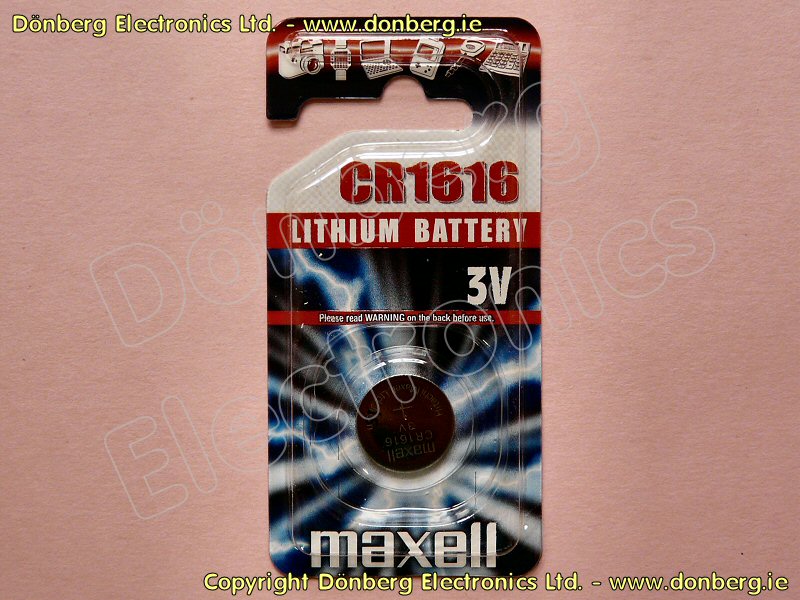 Dönberg Electronics Ltd. - www.donberg.ie
CR1616
LITHIUM BATTERY
3V
Please read WARNING on the back before use.
Dönberg
Electronics
+
3V
CR1616
maxell
maxell
Copyright Dönberg Electronics Ltd. - www.donberg.ie